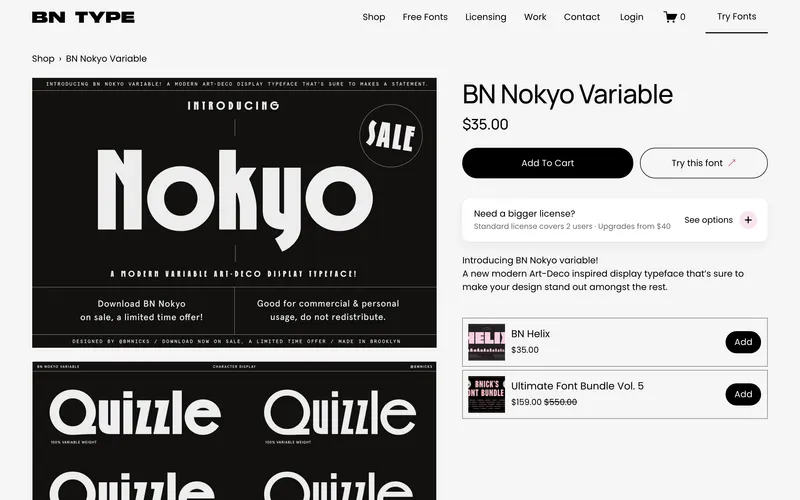 BN TYPE
Shop Free Fonts Licensing Work Contact Login 0 Try Fonts
Shop › BN Nokyo Variable
INTRODUCING BN NOKYO VARIABLE! A MODERN ART-DECO DISPLAY TYPEFACE THAT'S SURE TO MAKES A STATEMENT.
INTRODUCING
SALE
Nokyo
A MODERN VARIABLE ART-DECO DISPLAY TYPEFACE!
Download BN Nokyo
on sale, a limited time offer!
Good for commercial & personal
usage, do not redistribute.
DESIGNED BY @BMNICKS / DOWNLOAD NOW ON SALE, A LIMITED TIME OFFER / MADE IN BROOKLYN
BN NOKYO VARIABLE CHARACTER DISPLAY @BMNICKS
Quizzle Quizzle
100% VARIABLE WEIGHT 100% VARIABLE WEIGHT
Quizzle Quizzle
BN Nokyo Variable
$35.00
Add To Cart
Try this font ↗
Need a bigger license?
Standard license covers 2 users · Upgrades from $40
See options +
Introducing BN Nokyo variable!
A new modern Art-Deco inspired display typeface that's sure to
make your design stand out amongst the rest.
HELIX
BN Helix
$35.00
Add
BNICK'S
FONT BUNDLE
Ultimate Font Bundle Vol. 5
$159.00 $550.00
Add